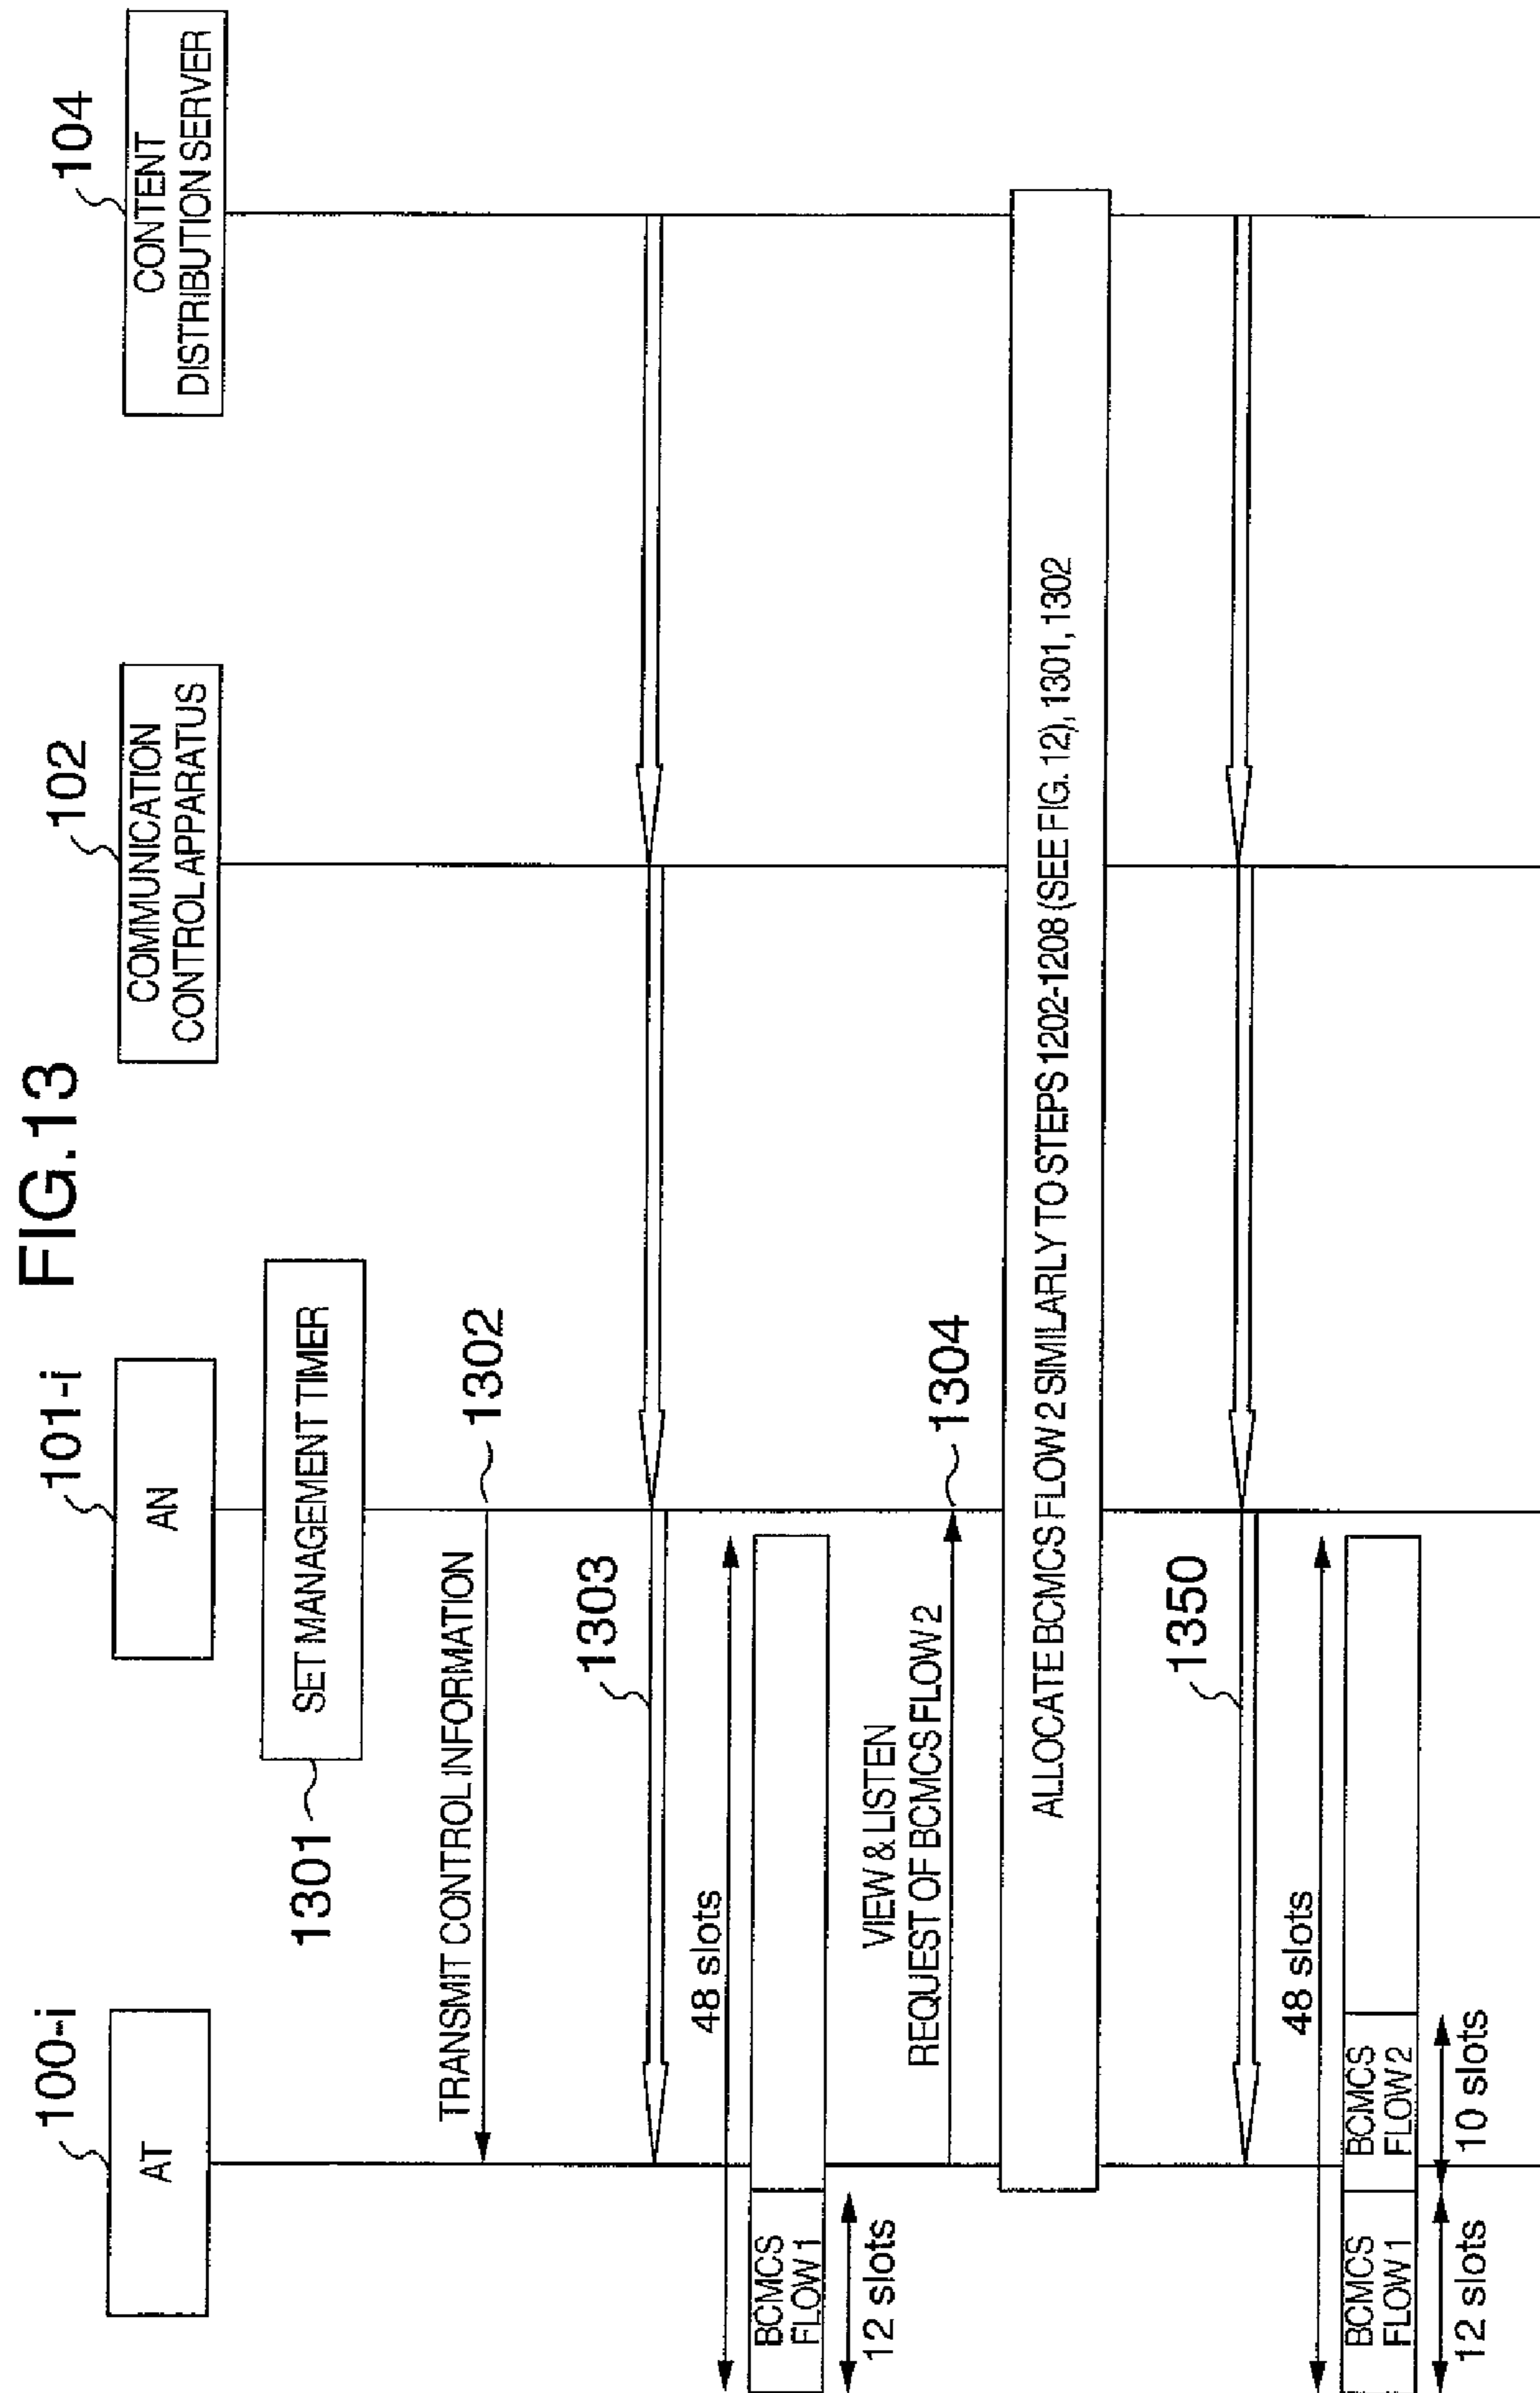 FIG.13
100-i
AT
101-i
AN
102
COMMUNICATION
CONTROL APPARATUS
104
CONTENT
DISTRIBUTION SERVER
1301
SET MANAGEMENT TIMER
TRANSMIT CONTROL INFORMATION
1302
1303
48 slots
BCMCS
FLOW 1
12 slots
VIEW & LISTEN
REQUEST OF BCMCS FLOW 2
1304
ALLOCATE BCMCS FLOW 2 SIMILARLY TO STEPS 1202-1208 (SEE FIG. 12), 1301, 1302
1350
48 slots
BCMCS
FLOW 1
BCMCS
FLOW 2
12 slots
10 slots